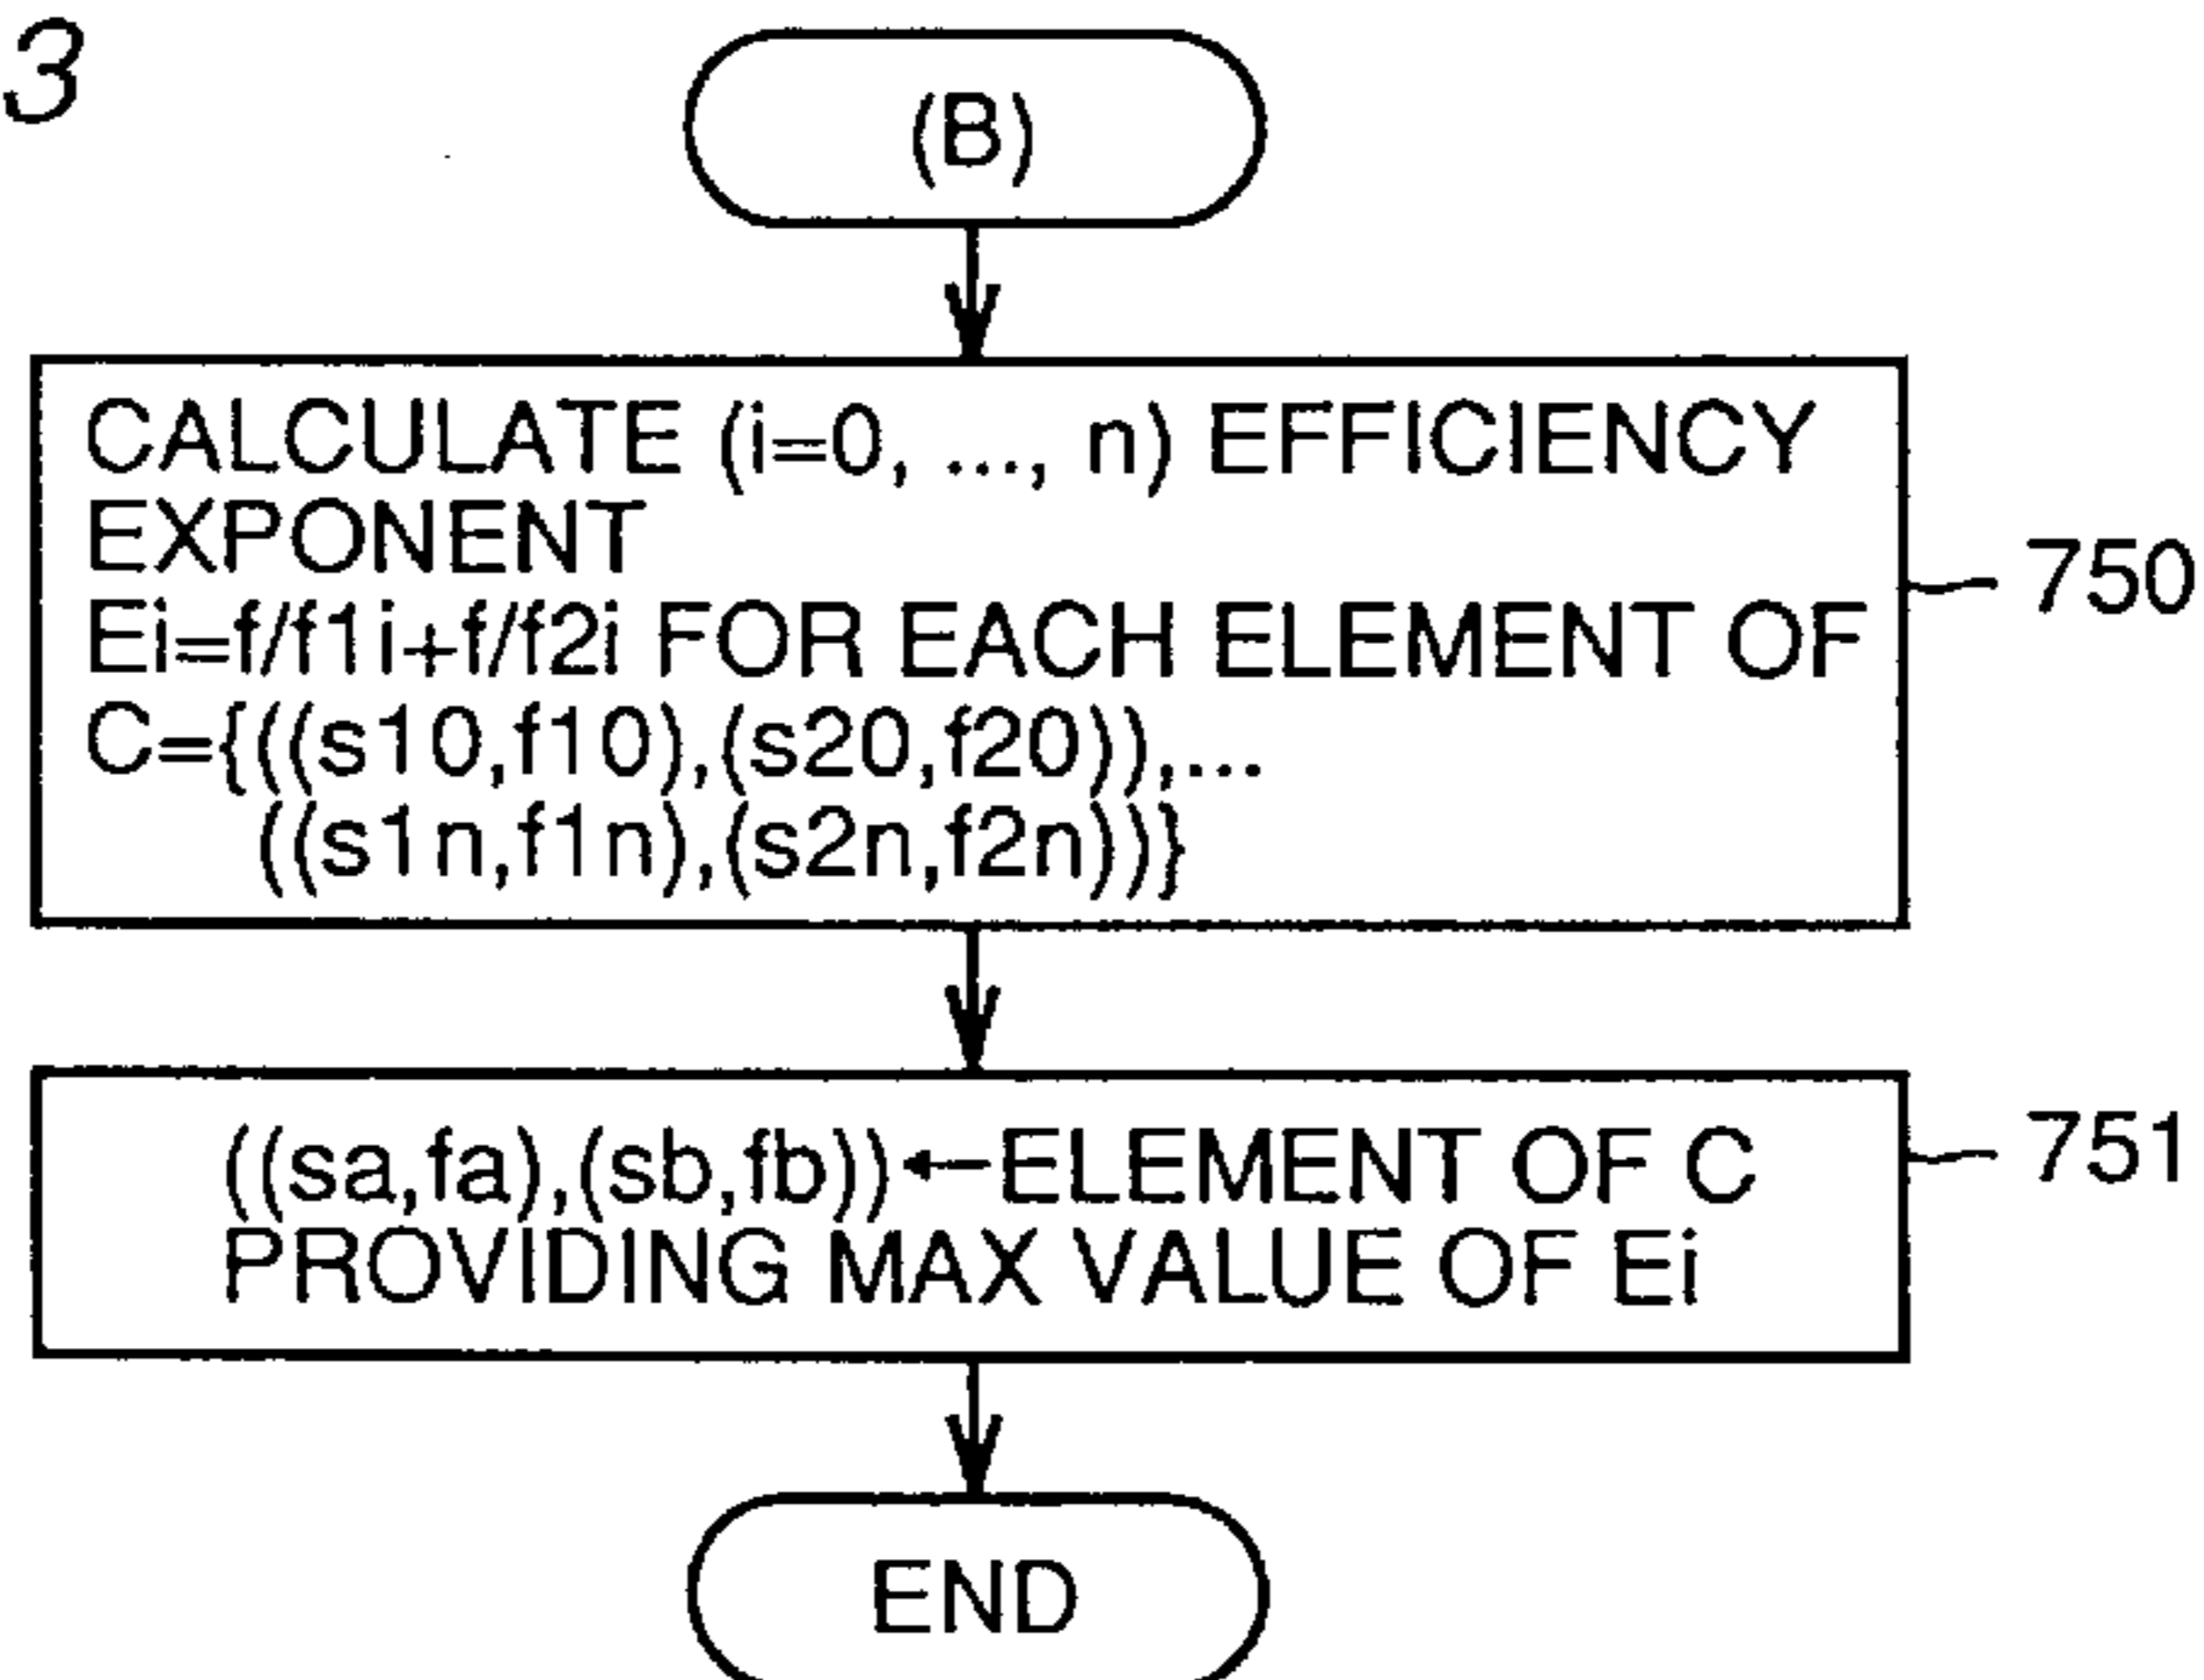 3
(B)
CALCULATE (i=0, ..., n) EFFICIENCY
EXPONENT
Ei=f/f1i+f/f2i FOR EACH ELEMENT OF
C={((s10,f10),(s20,f20)),...
((s1n,f1n),(s2n,f2n))}
750
((sa,fa),(sb,fb))←ELEMENT OF C
PROVIDING MAX VALUE OF Ei
751
END